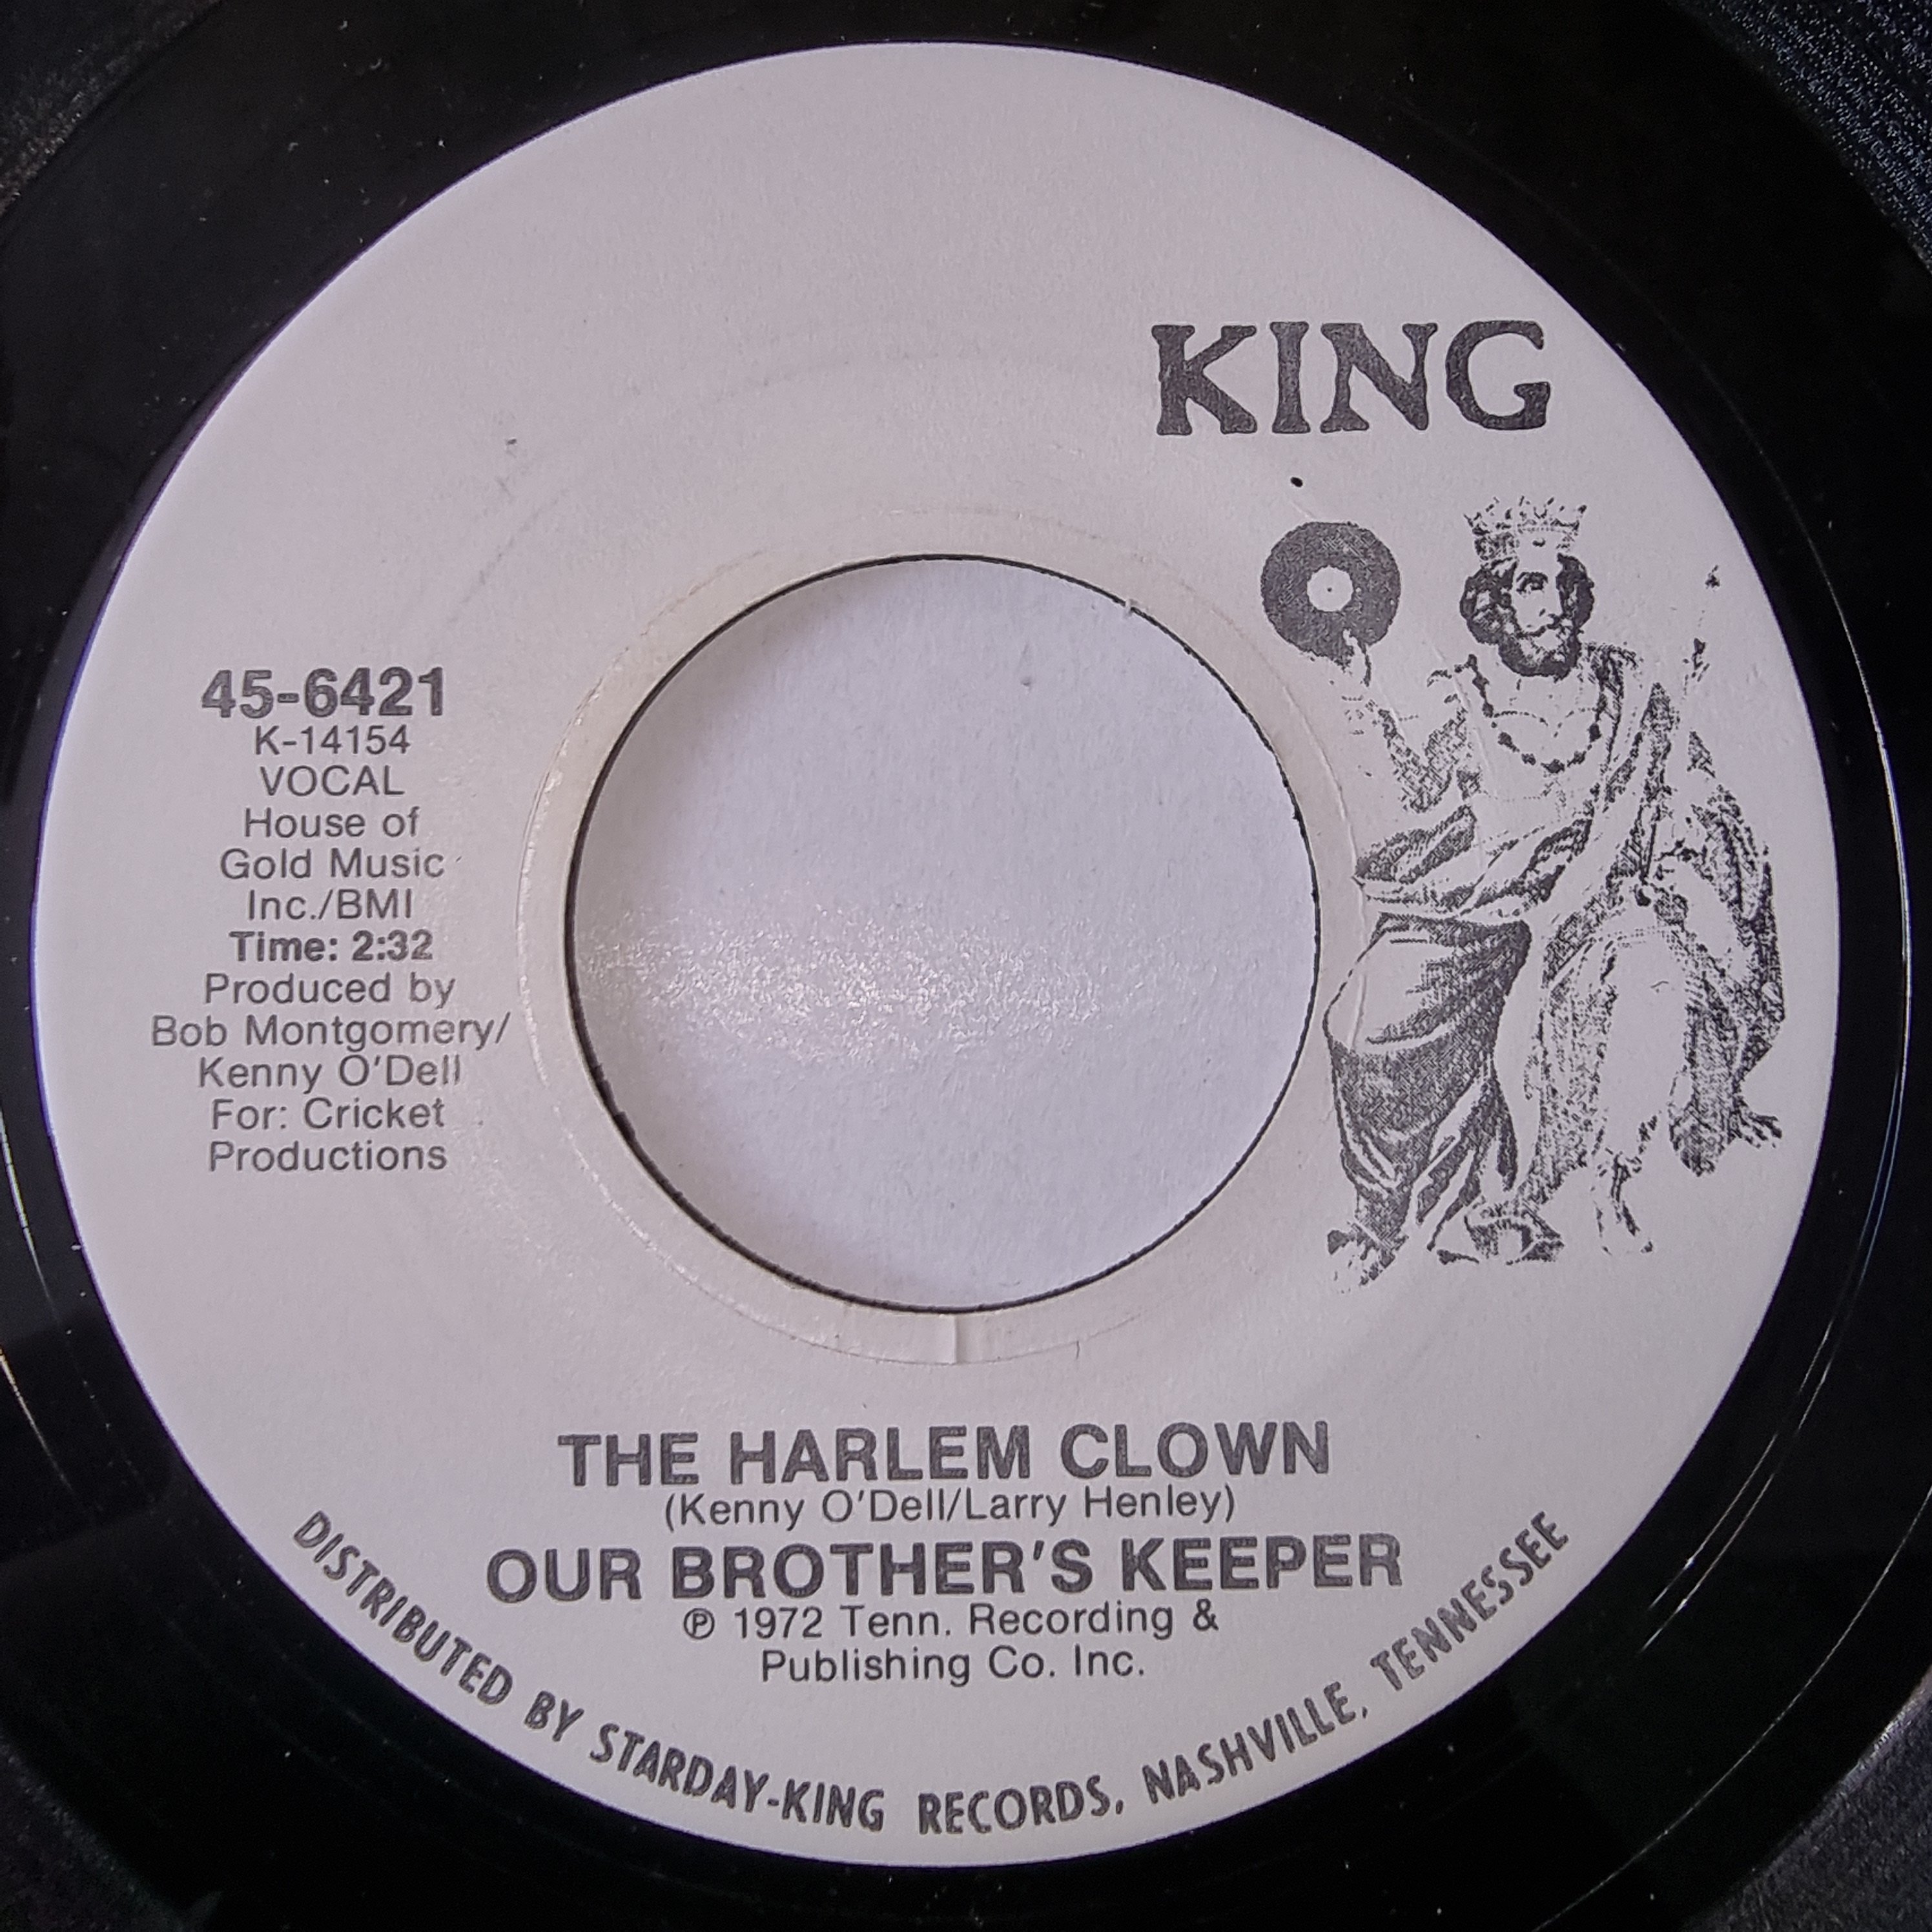 KING
45-6421
K-14154
VOCAL
House of
Gold Music
Inc./BMI
Time: 2:32
Produced by
Bob Montgomery/
Kenny O'Dell
For: Cricket
Productions
THE HARLEM CLOWN
(Kenny O'Dell/Larry Henley)
OUR BROTHER'S KEEPER
℗ 1972 Tenn. Recording &
Publishing Co. Inc.
DISTRIBUTED BY STARDAY-KING RECORDS, NASHVILLE, TENNESSEE